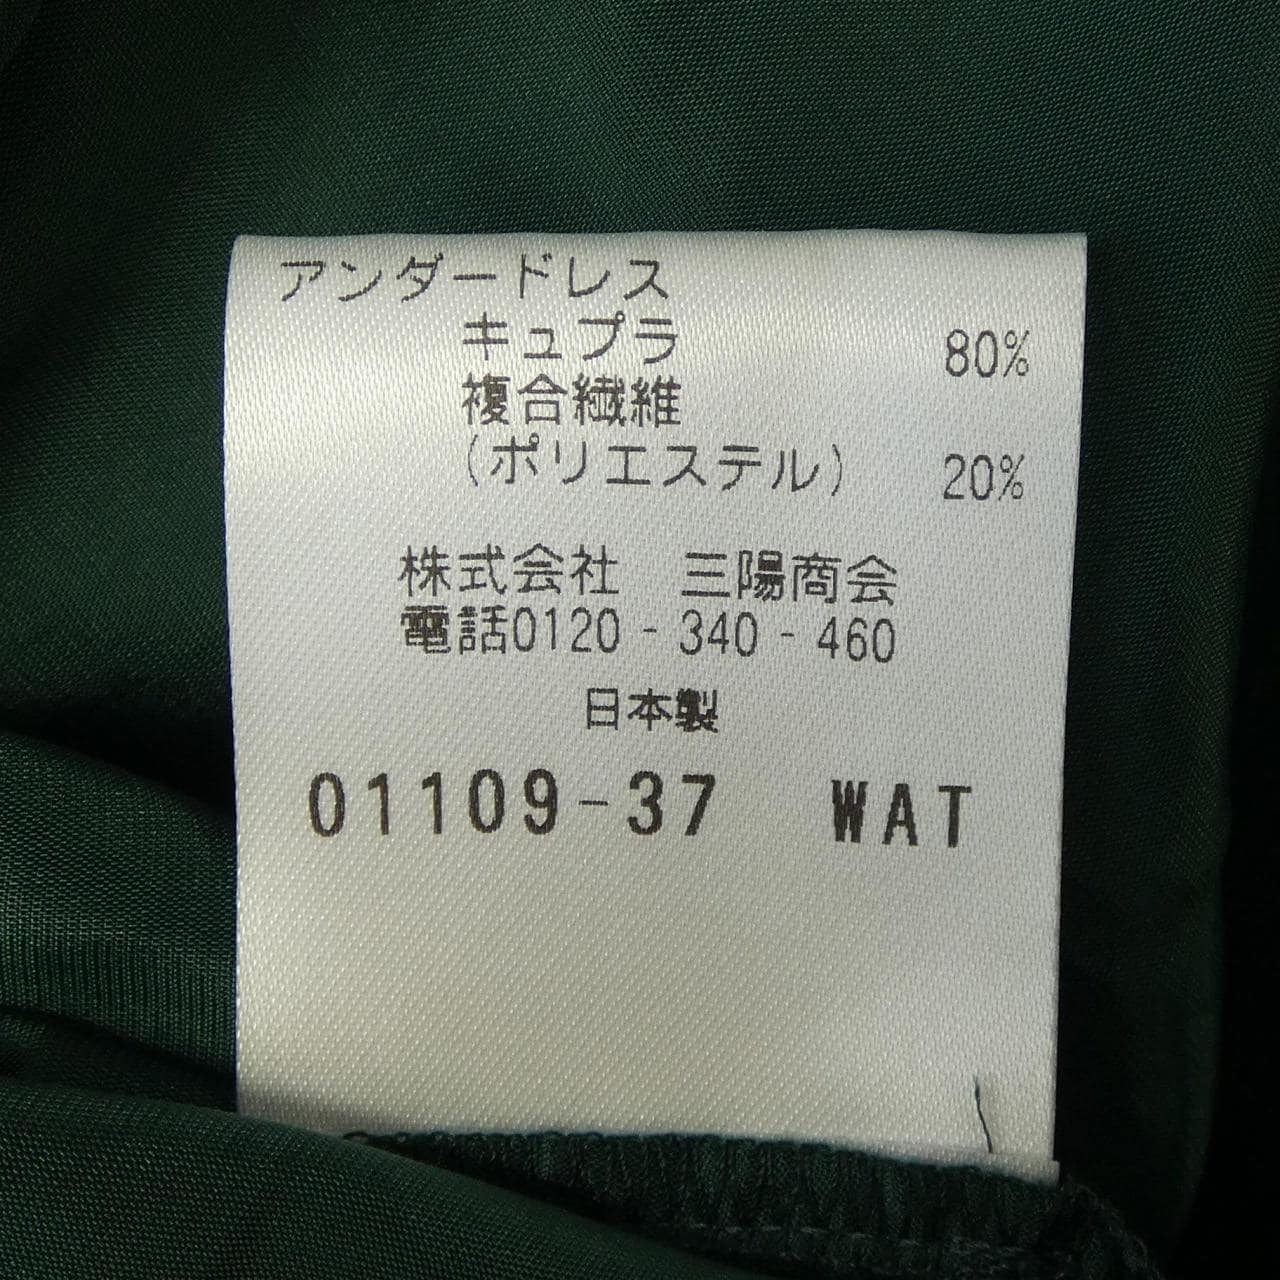 アンダードレス
キュプラ 80%
複合繊維
(ポリエステル) 20%
株式会社 三陽商会
電話0120-340-460
日本製
01109-37 WAT